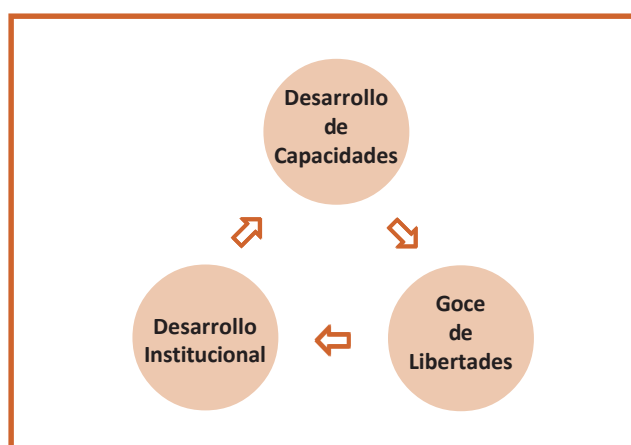 Desarrollo
de
Capacidades
Desarrollo
Institucional
Goce
de
Libertades